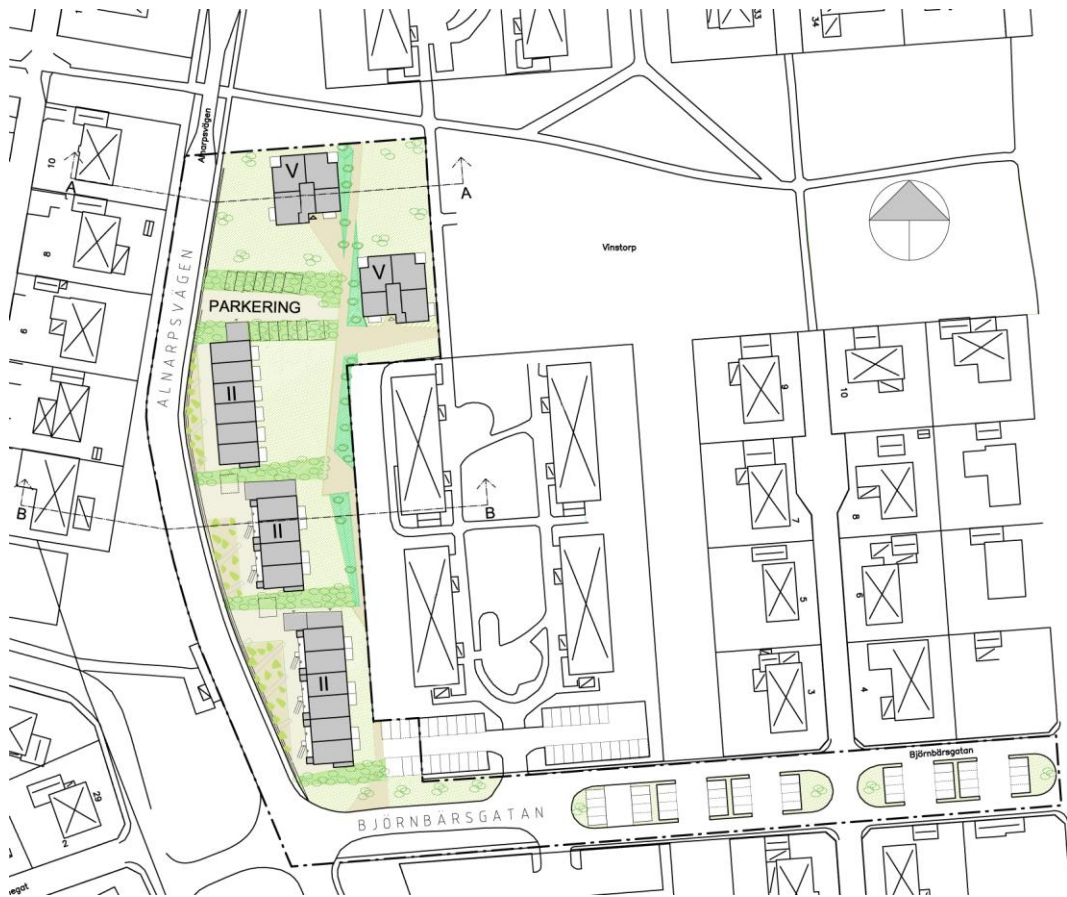 33
34
Alnarpsvägen
10
A
V
A
8
Vinstorp
ALNARPSVÄGEN
V
PARKERING
6
II
9
10
B
II
B
7
8
5
6
II
3
4
Björnbärsgatan
29
2
BJÖRNBÄRSGATAN